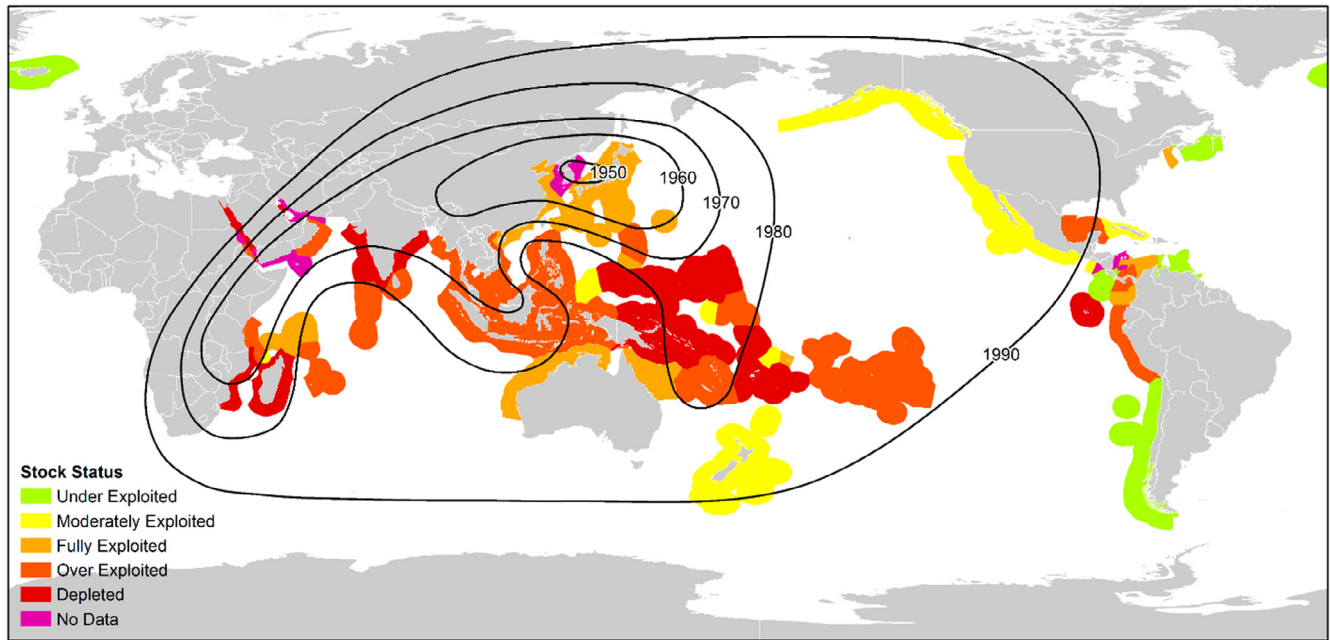 1950
1960
1970
1980
1990
Stock Status
Under Exploited
Moderately Exploited
Fully Exploited
Over Exploited
Depleted
No Data